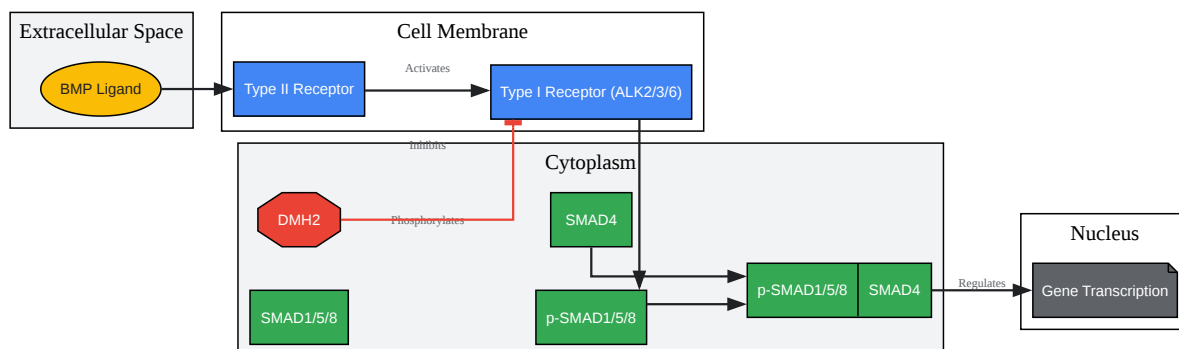 Extracellular Space
BMP Ligand
Cell Membrane
Type II Receptor
Activates
Type I Receptor (ALK2/3/6)
Inhibits
Cytoplasm
DMH2
Phosphorylates
SMAD4
SMAD1/5/8
p-SMAD1/5/8
p-SMAD1/5/8
SMAD4
Regulates
Nucleus
Gene Transcription